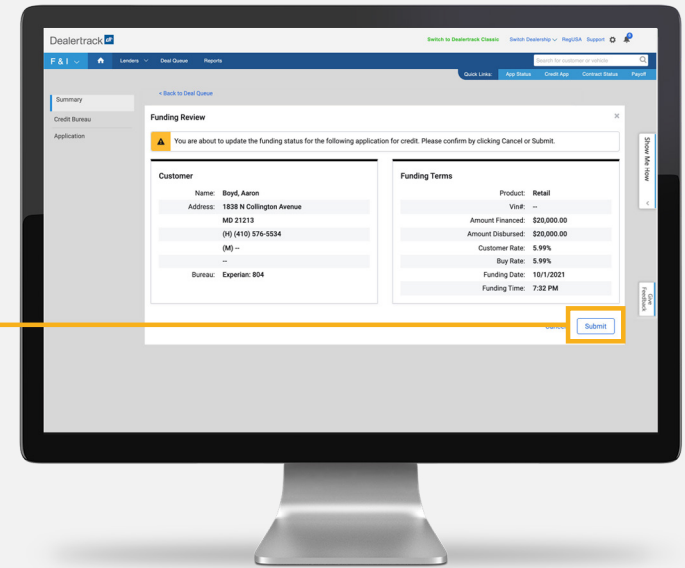 Dealertrack dt
Switch to Dealertrack Classic Switch Dealership RegUSA Support
F & I Lenders Deal Queue Reports Search for customer or vehicle
Quick Links: App Status Credit App Contract Status Payoff
Summary
Credit Bureau
Application
< Back to Deal Queue
Funding Review ×
You are about to update the funding status for the following application for credit. Please confirm by clicking Cancel or Submit.
Customer
Name: Boyd, Aaron
Address: 1838 N Collington Avenue
MD 21213
(H) (410) 576-5534
(M) --
--
Bureau: Experian: 804
Funding Terms
Product: Retail
Vin#: --
Amount Financed: $20,000.00
Amount Disbursed: $20,000.00
Customer Rate: 5.99%
Buy Rate: 5.99%
Funding Date: 10/1/2021
Funding Time: 7:32 PM
Cancel Submit
Show Me How
Give
Feedback